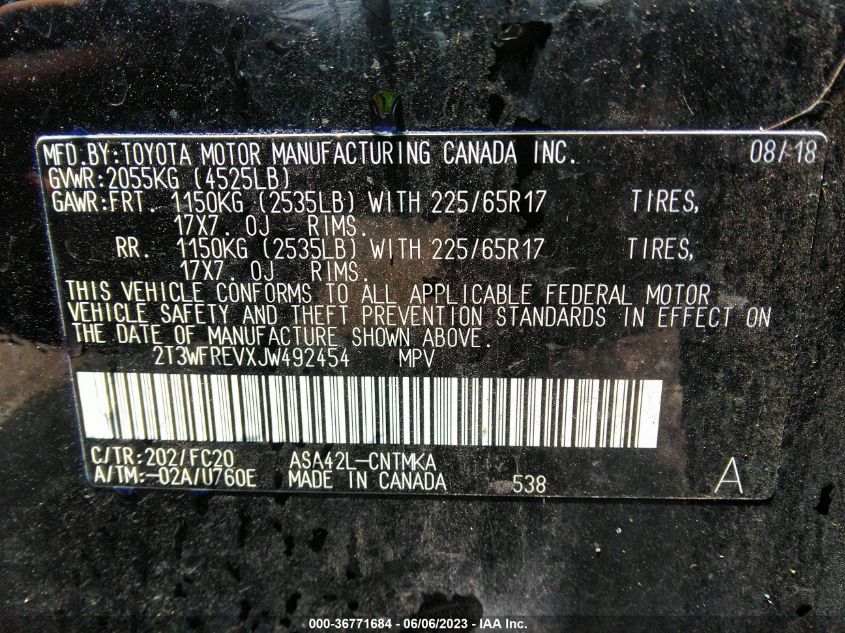 MFD.BY:TOYOTA MOTOR MANUFACTURING CANADA INC. 08/18
GVWR:2055KG (4525LB)
GAWR:FRT. 1150KG (2535LB) WITH 225/65R17 TIRES,
17X7. 0J RIMS.
RR. 1150KG (2535LB) WITH 225/65R17 TIRES,
17X7. 0J RIMS.
THIS VEHICLE CONFORMS TO ALL APPLICABLE FEDERAL MOTOR
VEHICLE SAFETY AND THEFT PREVENTION STANDARDS IN EFFECT ON
THE DATE OF MANUFACTURE SHOWN ABOVE.
2T3WFREVXJW492454 MPV
C/TR:202/FC20 ASA42L-CNTMKA
A/TM:-02A/U760E MADE IN CANADA 538 A
000-36771684 - 06/06/2023 - IAA Inc.